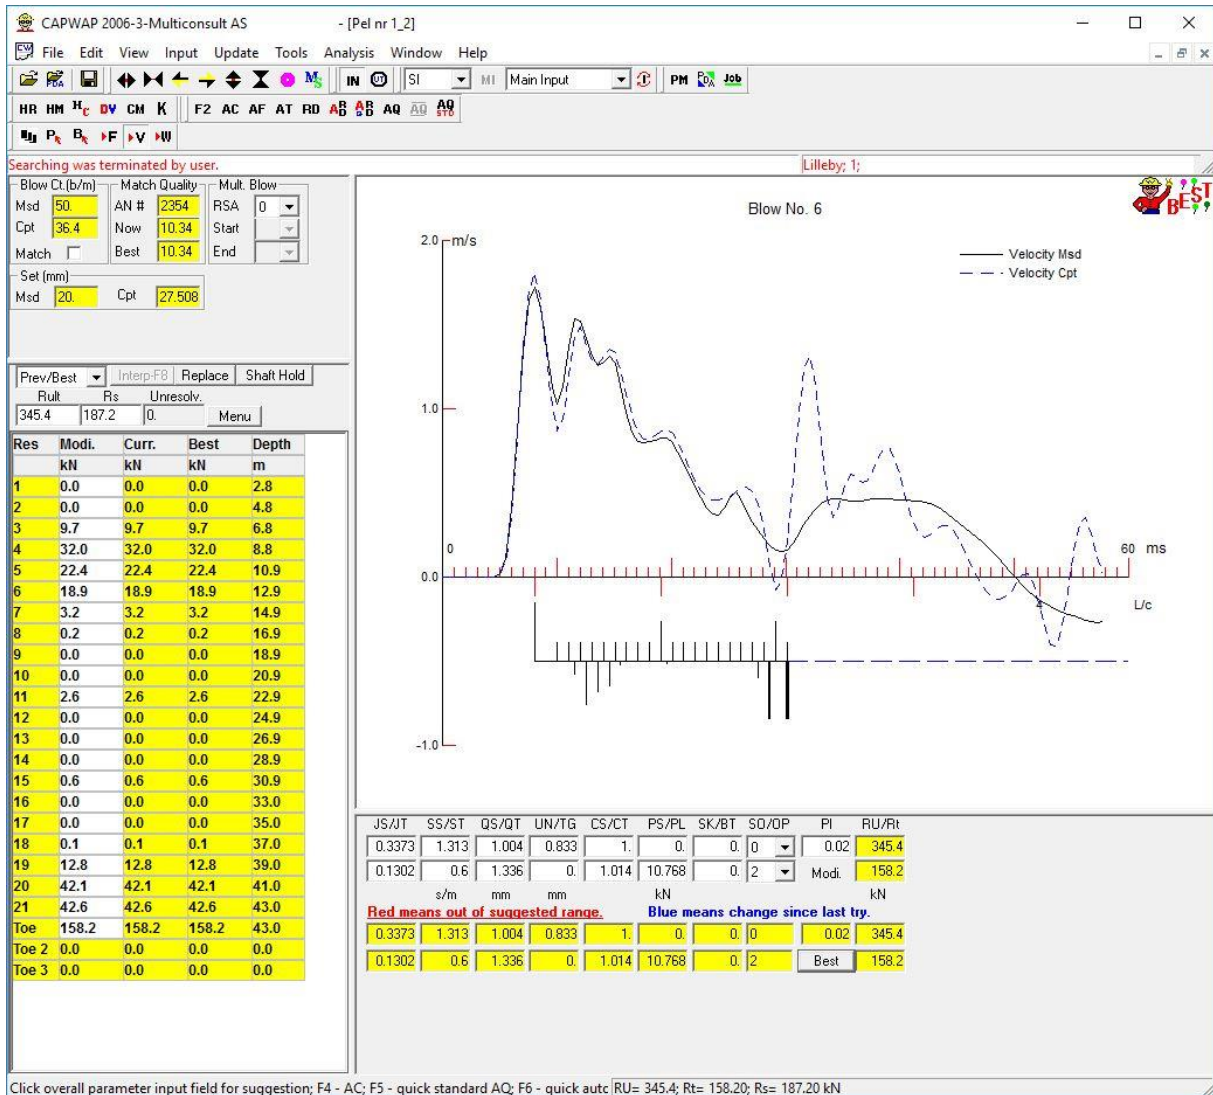 CAPWAP 2006-3-Multiconsult AS - [Pel nr 1_2]
File Edit View Input Update Tools Analysis Window Help
PDA Ms IN UT SI MI Main Input PM PDA Job
HR HM Hc DV CM K F2 AC AF AT RD AQ AQ AQ STD
PR BR F V W
Searching was terminated by user. Lilleby; 1;
Blow Ct.(b/m) Match Quality Mult. Blow
Msd 50. AN # 2354 RSA 0
Cpt 36.4 Now 10.34 Start
Match Best 10.34 End
Set (mm)
Msd 20. Cpt 27.508
Prev/Best Interp-F8 Replace Shaft Hold
Rult Rs Unresolv.
345.4 187.2 0. Menu
Res Modi. Curr. Best Depth
kN kN kN m
1 0.0 0.0 0.0 2.8
2 0.0 0.0 0.0 4.8
3 9.7 9.7 9.7 6.8
4 32.0 32.0 32.0 8.8
5 22.4 22.4 22.4 10.9
6 18.9 18.9 18.9 12.9
7 3.2 3.2 3.2 14.9
8 0.2 0.2 0.2 16.9
9 0.0 0.0 0.0 18.9
10 0.0 0.0 0.0 20.9
11 2.6 2.6 2.6 22.9
12 0.0 0.0 0.0 24.9
13 0.0 0.0 0.0 26.9
14 0.0 0.0 0.0 28.9
15 0.6 0.6 0.6 30.9
16 0.0 0.0 0.0 33.0
17 0.0 0.0 0.0 35.0
18 0.1 0.1 0.1 37.0
19 12.8 12.8 12.8 39.0
20 42.1 42.1 42.1 41.0
21 42.6 42.6 42.6 43.0
Toe 158.2 158.2 158.2 43.0
Toe 2 0.0 0.0 0.0 0.0
Toe 3 0.0 0.0 0.0 0.0
BEST
Blow No. 6
2.0 m/s
Velocity Msd
Velocity Cpt
1.0
0 60 ms
0.0
4 L/c
-1.0
JS/JT SS/ST QS/QT UN/TG CS/CT PS/PL SK/BT SO/OP PI RU/Rt
0.3373 1.313 1.004 0.833 1. 0. 0. 0 0.02 345.4
0.1302 0.6 1.336 0. 1.014 10.768 0. 2 Modi. 158.2
s/m mm mm kN kN
Red means out of suggested range. Blue means change since last try.
0.3373 1.313 1.004 0.833 1. 0. 0. 0 0.02 345.4
0.1302 0.6 1.336 0. 1.014 10.768 0. 2 Best 158.2
Click overall parameter input field for suggestion; F4 - AC; F5 - quick standard AQ; F6 - quick autc RU= 345.4; Rt= 158.20; Rs= 187.20 kN